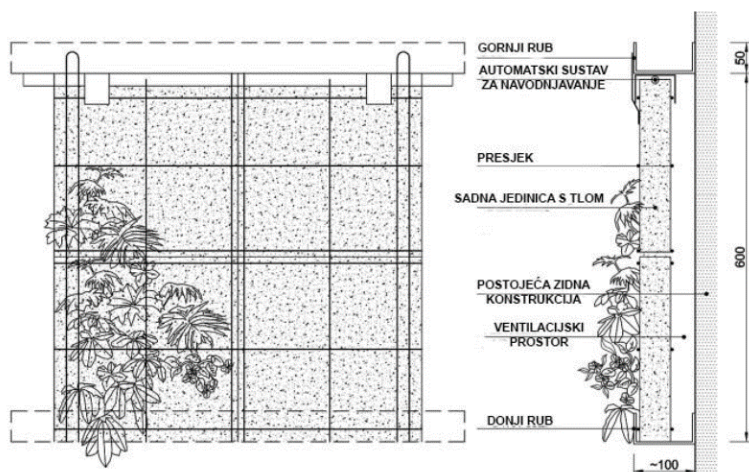 GORNJI RUB
AUTOMATSKI SUSTAV
ZA NAVODNJAVANJE
PRESJEK
SADNA JEDINICA S TLOM
POSTOJEĆA ZIDNA
KONSTRUKCIJA
VENTILACIJSKI
PROSTOR
DONJI RUB
50
600
~100